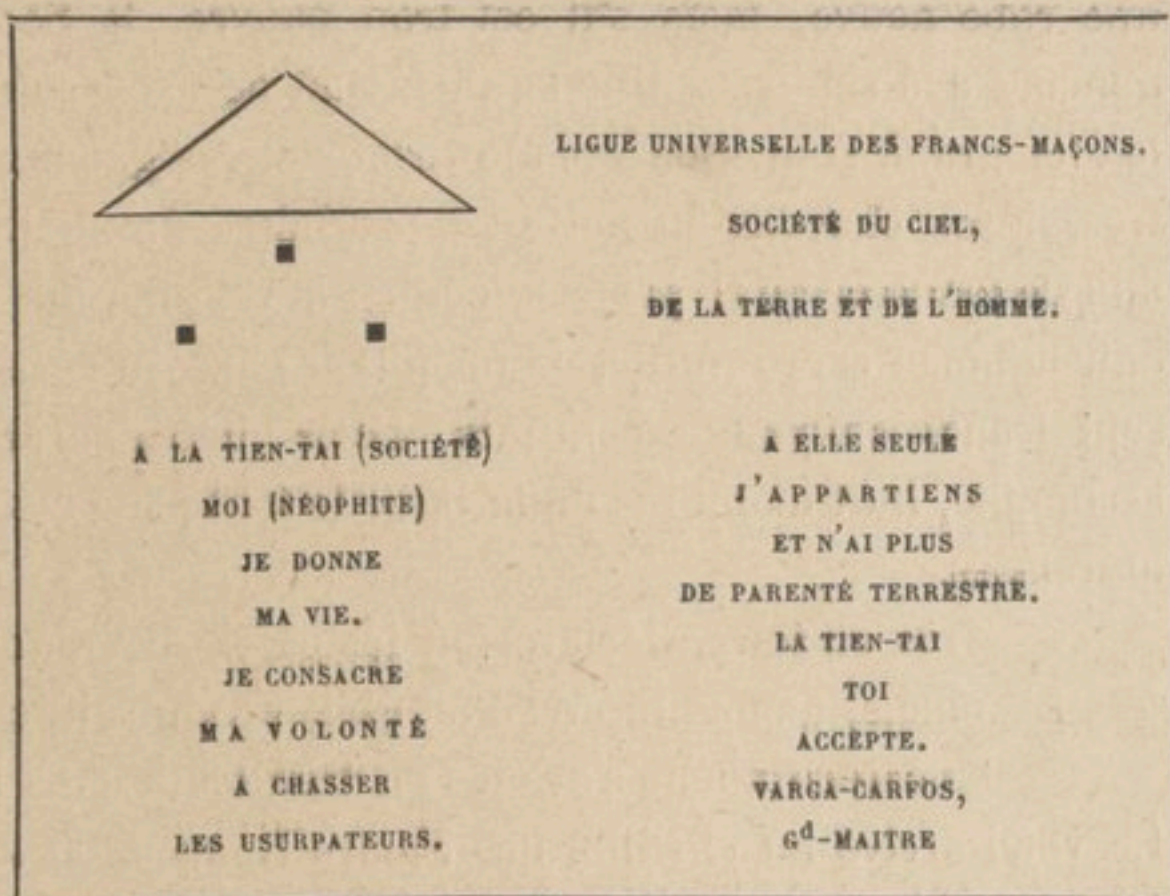 LIGUE UNIVERSELLE DES FRANCS-MAÇONS.
SOCIÉTÉ DU CIEL,
DE LA TERRE ET DE L'HOMME.
A LA TIEN-TAI (SOCIÉTÉ)
MOI (NÉOPHITE)
JE DONNE
MA VIE.
JE CONSACRE
MA VOLONTÉ
A CHASSER
LES USURPATEURS.
A ELLE SEULE
J'APPARTIENS
ET N'AI PLUS
DE PARENTÉ TERRESTRE.
LA TIEN-TAI
TOI
ACCEPTE.
VARGA-CARFOS,
Gd-MAITRE